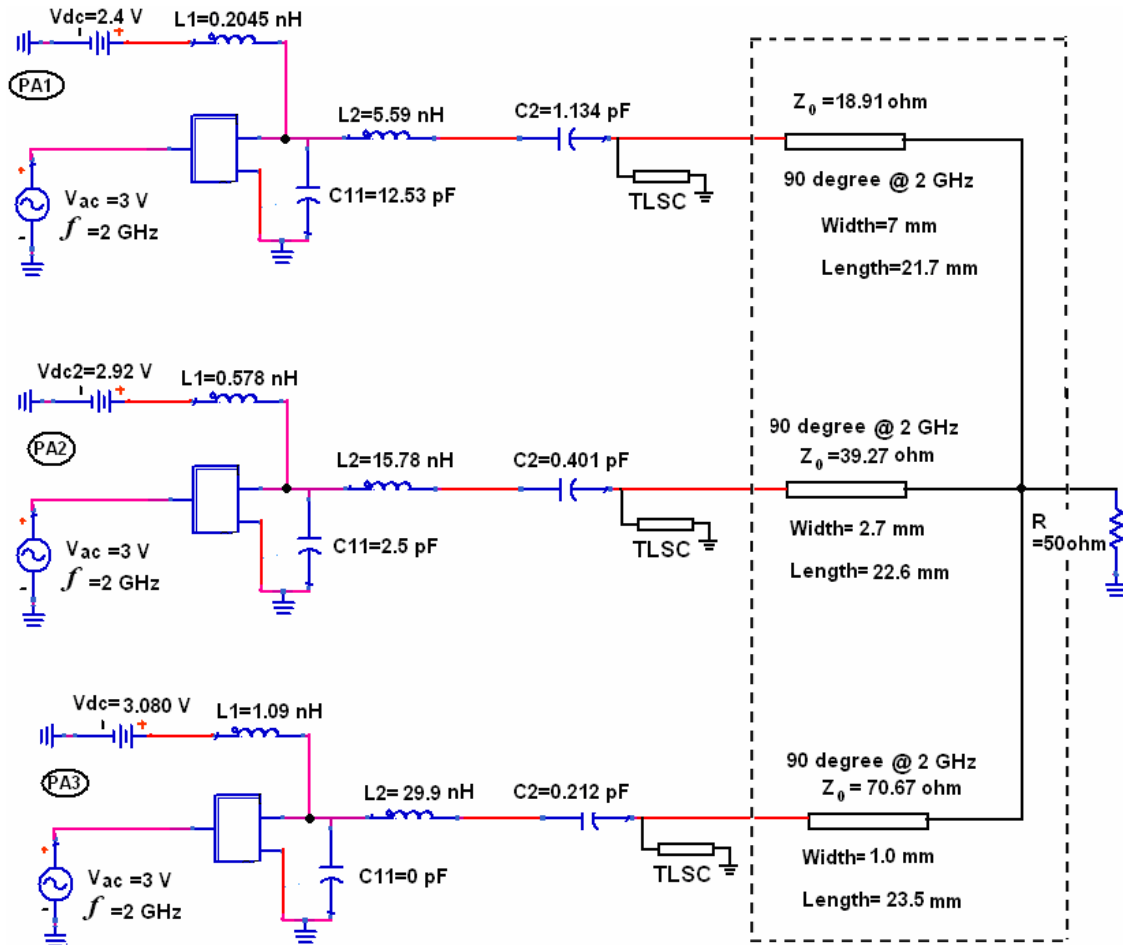 Vdc=2.4 V
L1=0.2045 nH
PA1
+
Vac =3 V
f =2 GHz
-
L2=5.59 nH
C2=1.134 pF
C11=12.53 pF
TLSC
Z0 =18.91 ohm
90 degree @ 2 GHz
Width=7 mm
Length=21.7 mm
Vdc2=2.92 V
+
L1=0.578 nH
PA2
+
Vac =3 V
f =2 GHz
-
L2=15.78 nH
C2=0.401 pF
C11=2.5 pF
TLSC
90 degree @ 2 GHz
Z0 =39.27 ohm
Width= 2.7 mm
Length= 22.6 mm
R
=50ohm
Vdc= 3.080 V
+
L1=1.09 nH
PA3
+
Vac =3 V
f =2 GHz
-
L2= 29.9 nH
C2=0.212 pF
C11=0 pF
TLSC
90 degree @ 2 GHz
Z0 = 70.67 ohm
Width= 1.0 mm
Length= 23.5 mm